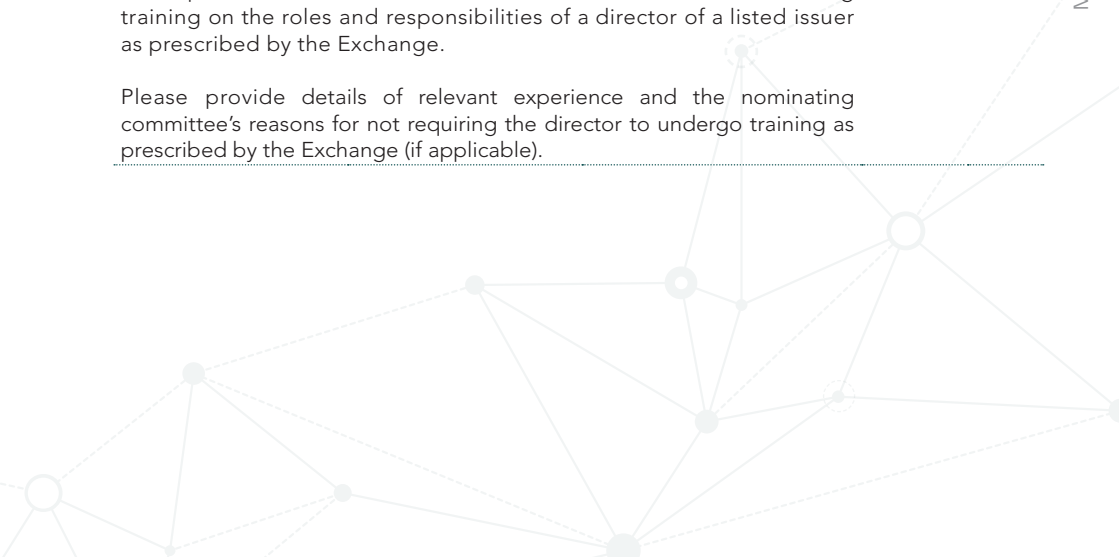 training on the roles and responsibilities of a director of a listed issuer
as prescribed by the Exchange.
Please provide details of relevant experience and the nominating
committee's reasons for not requiring the director to undergo training as
prescribed by the Exchange (if applicable).